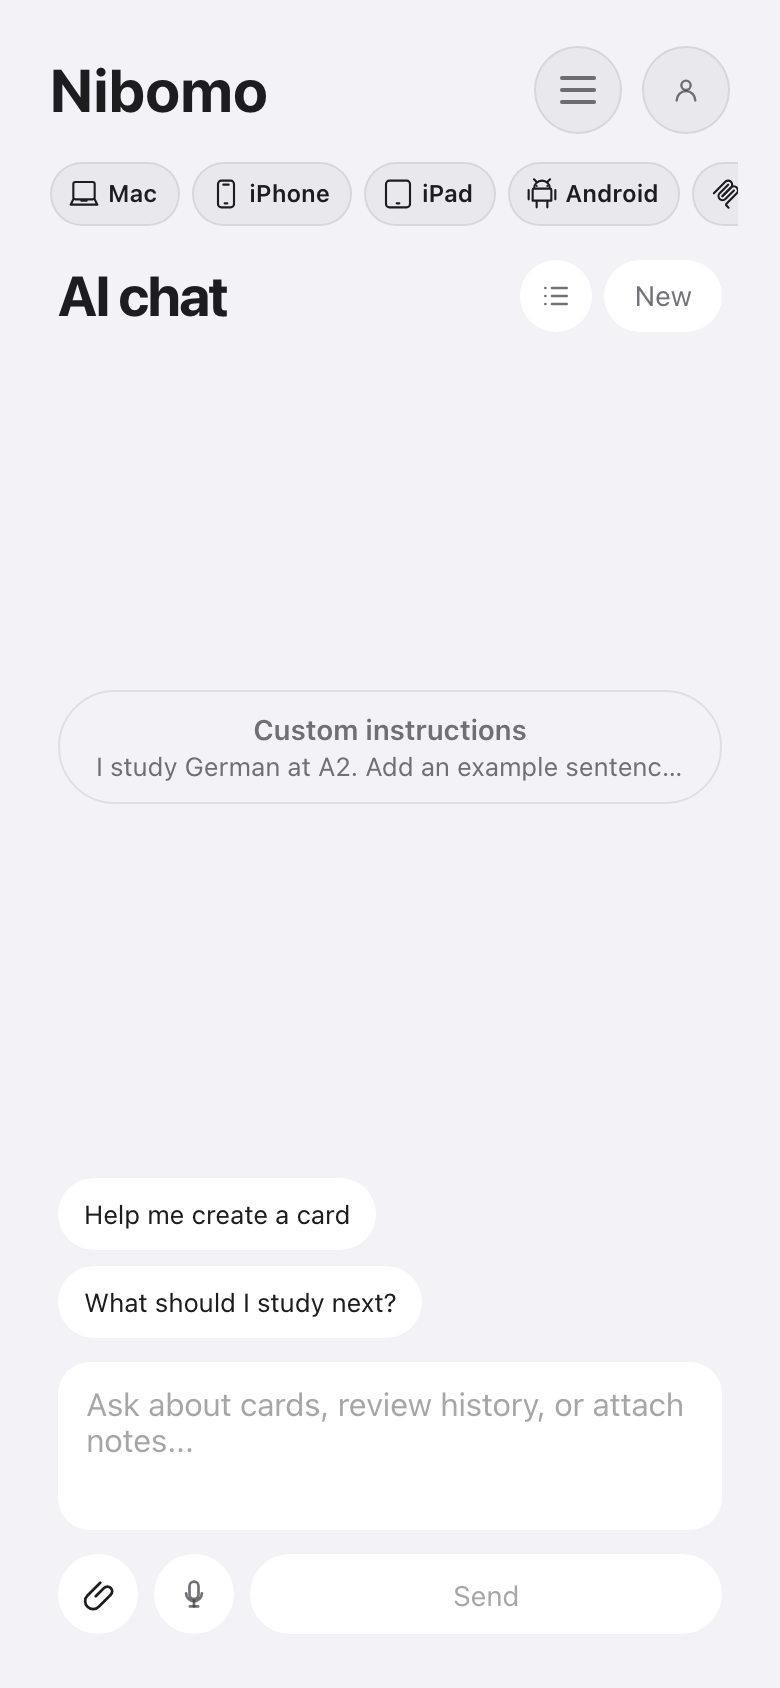 Nibomo
Mac
iPhone
iPad
Android
AI chat
New
Custom instructions
I study German at A2. Add an example sentenc...
Help me create a card
What should I study next?
Ask about cards, review history, or attach
notes...
Send